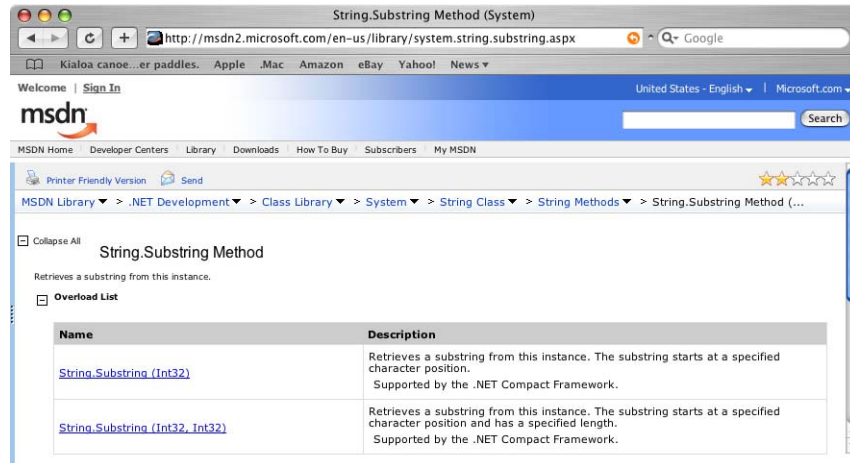 String.Substring Method (System)
http://msdn2.microsoft.com/en-us/library/system.string.substring.aspx
Google
Kialoa canoe...er paddles. Apple .Mac Amazon eBay Yahoo! News ▾
Welcome | Sign In
United States - English ▾ | Microsoft.com ▾
msdn
Search
MSDN Home Developer Centers Library Downloads How To Buy Subscribers My MSDN
Printer Friendly Version Send
MSDN Library ▼ > .NET Development ▼ > Class Library ▼ > System ▼ > String Class ▼ > String Methods ▼ > String.Substring Method (...
Collapse All
String.Substring Method
Retrieves a substring from this instance.
Overload List
Name Description
String.Substring (Int32)
Retrieves a substring from this instance. The substring starts at a specified
character position.
Supported by the .NET Compact Framework.
String.Substring (Int32, Int32)
Retrieves a substring from this instance. The substring starts at a specified
character position and has a specified length.
Supported by the .NET Compact Framework.